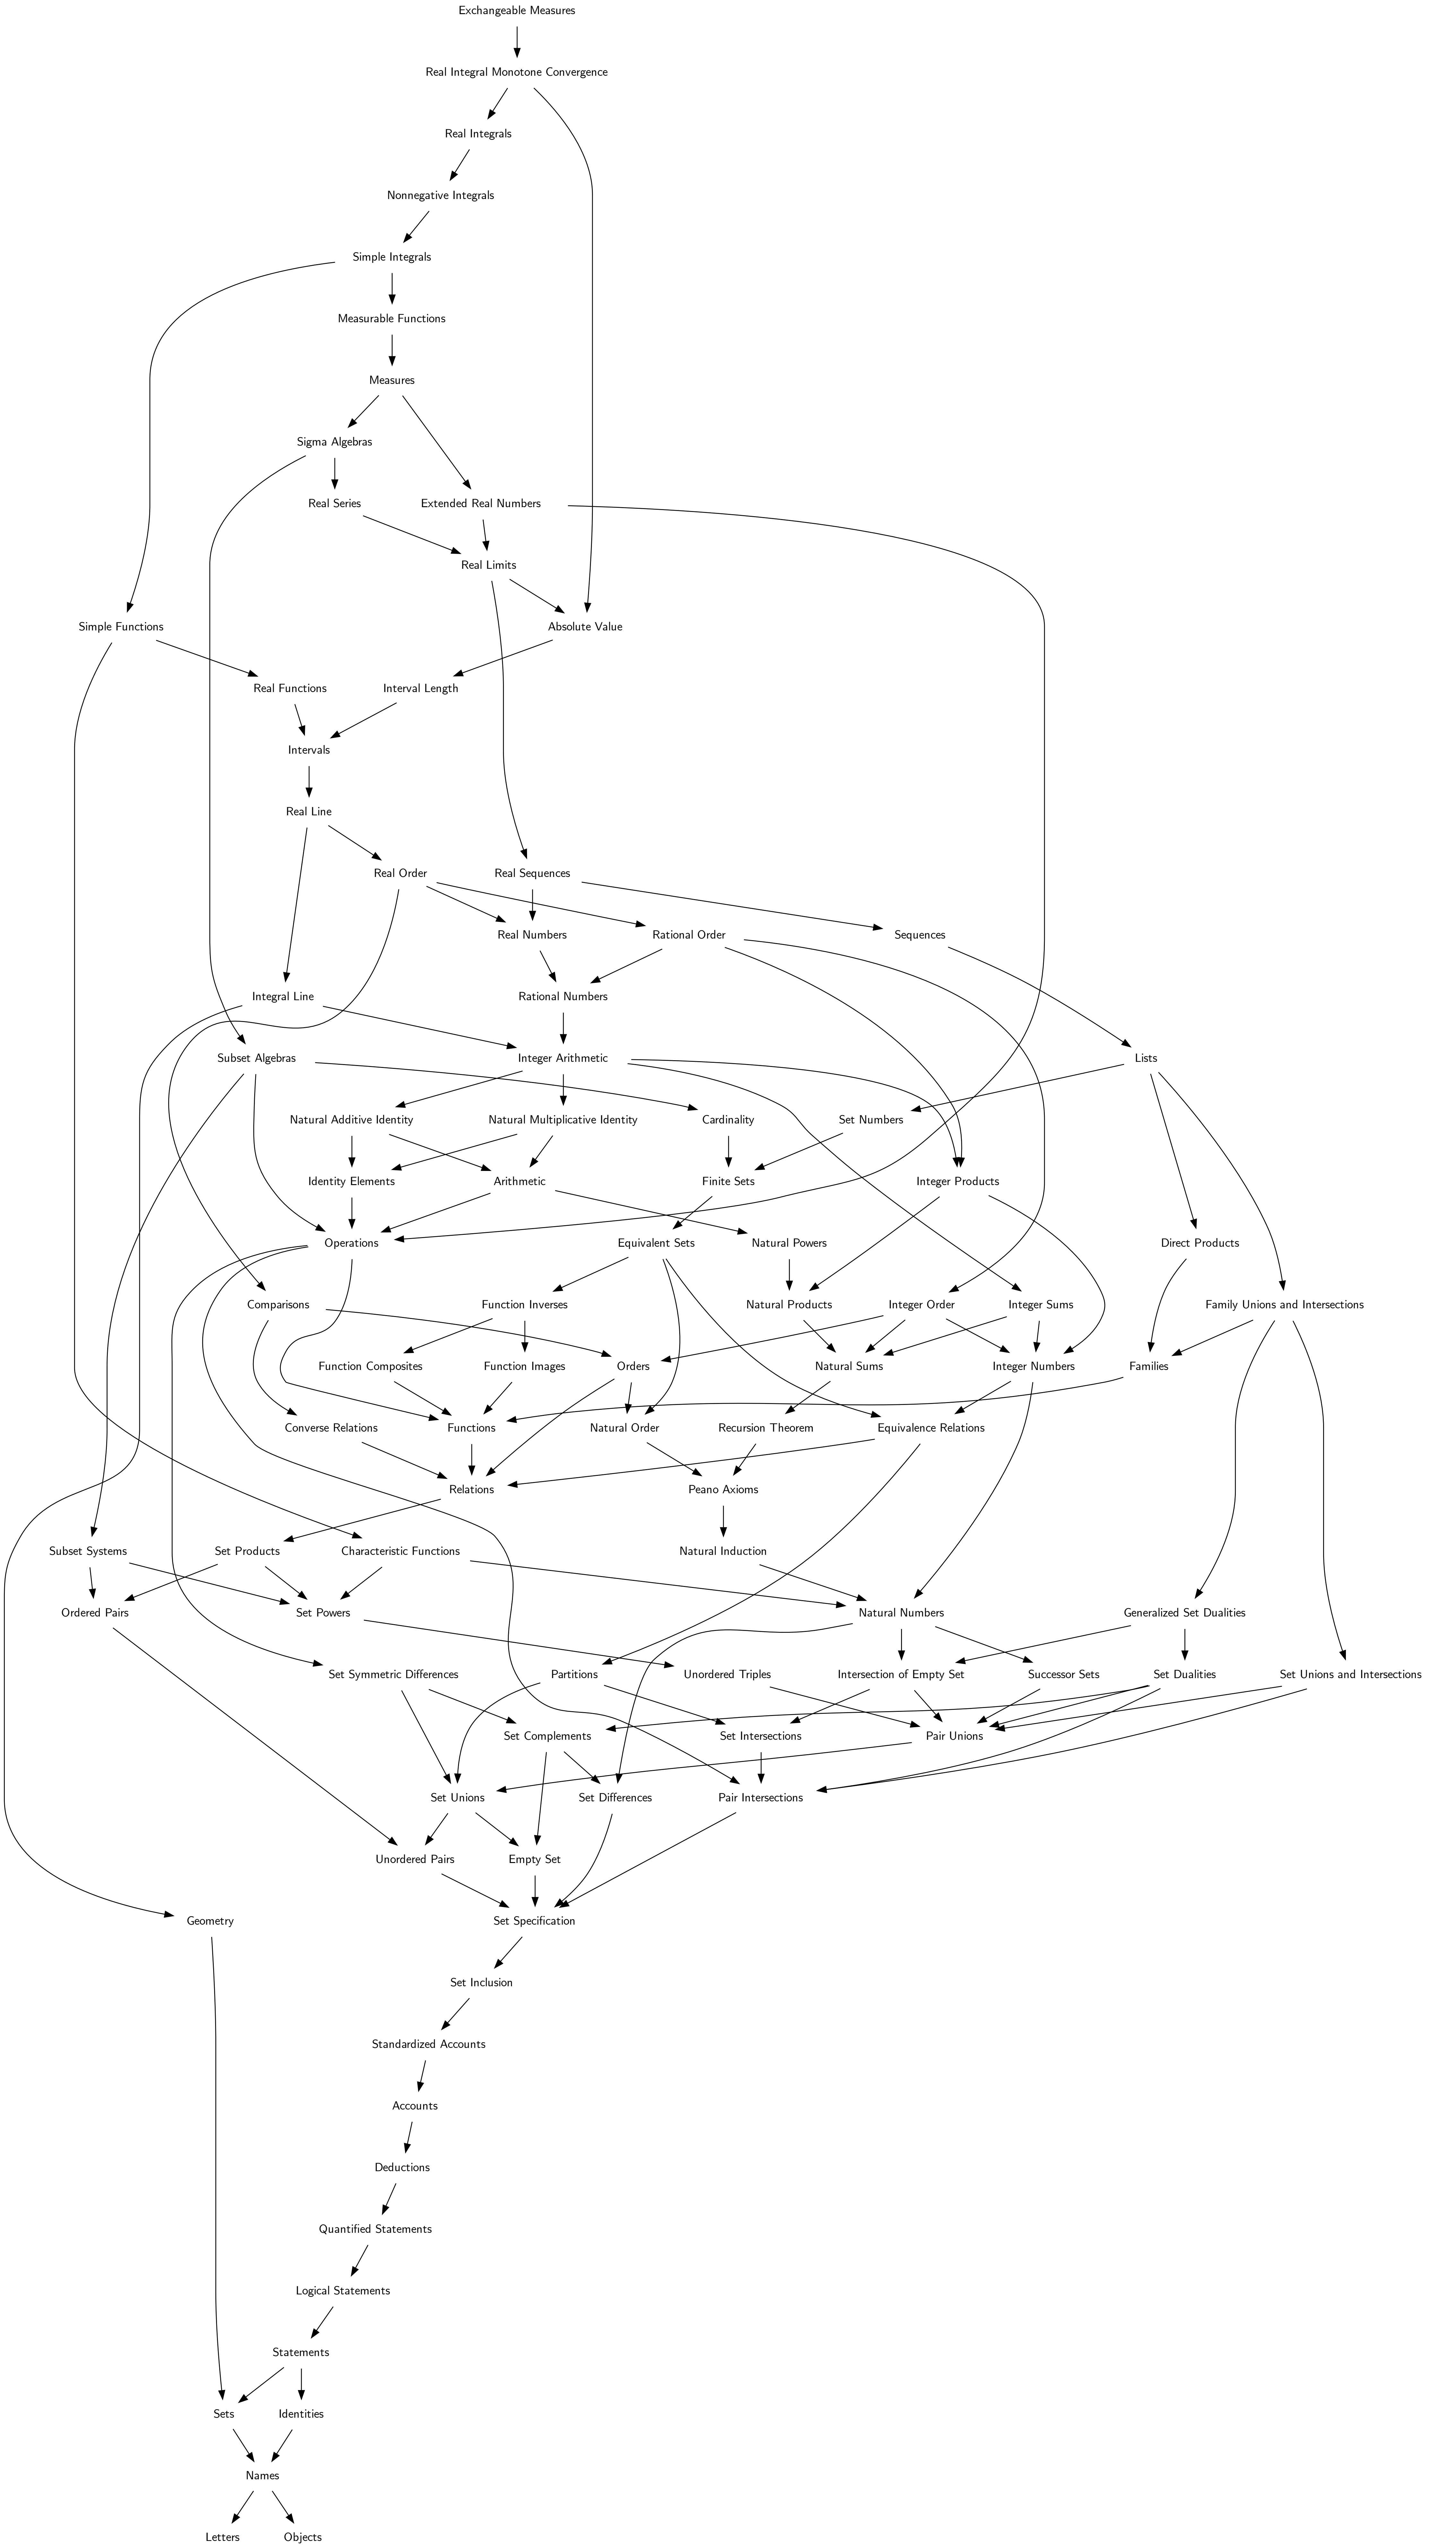 Exchangeable Measures
Real Integral Monotone Convergence
Real Integrals
Nonnegative Integrals
Simple Integrals
Measurable Functions
Measures
Sigma Algebras
Real Series
Extended Real Numbers
Real Limits
Simple Functions
Absolute Value
Real Functions
Interval Length
Intervals
Real Line
Real Order
Real Sequences
Real Numbers
Rational Order
Sequences
Integral Line
Rational Numbers
Subset Algebras
Integer Arithmetic
Lists
Natural Additive Identity
Natural Multiplicative Identity
Cardinality
Set Numbers
Identity Elements
Arithmetic
Finite Sets
Integer Products
Operations
Equivalent Sets
Natural Powers
Direct Products
Comparisons
Function Inverses
Natural Products
Integer Order
Integer Sums
Family Unions and Intersections
Function Composites
Function Images
Orders
Natural Sums
Integer Numbers
Families
Converse Relations
Functions
Natural Order
Recursion Theorem
Equivalence Relations
Relations
Peano Axioms
Subset Systems
Set Products
Characteristic Functions
Natural Induction
Ordered Pairs
Set Powers
Natural Numbers
Generalized Set Dualities
Set Symmetric Differences
Partitions
Unordered Triples
Intersection of Empty Set
Successor Sets
Set Dualities
Set Unions and Intersections
Set Complements
Set Intersections
Pair Unions
Set Unions
Set Differences
Pair Intersections
Unordered Pairs
Empty Set
Geometry
Set Specification
Set Inclusion
Standardized Accounts
Accounts
Deductions
Quantified Statements
Logical Statements
Statements
Sets
Identities
Names
Letters
Objects